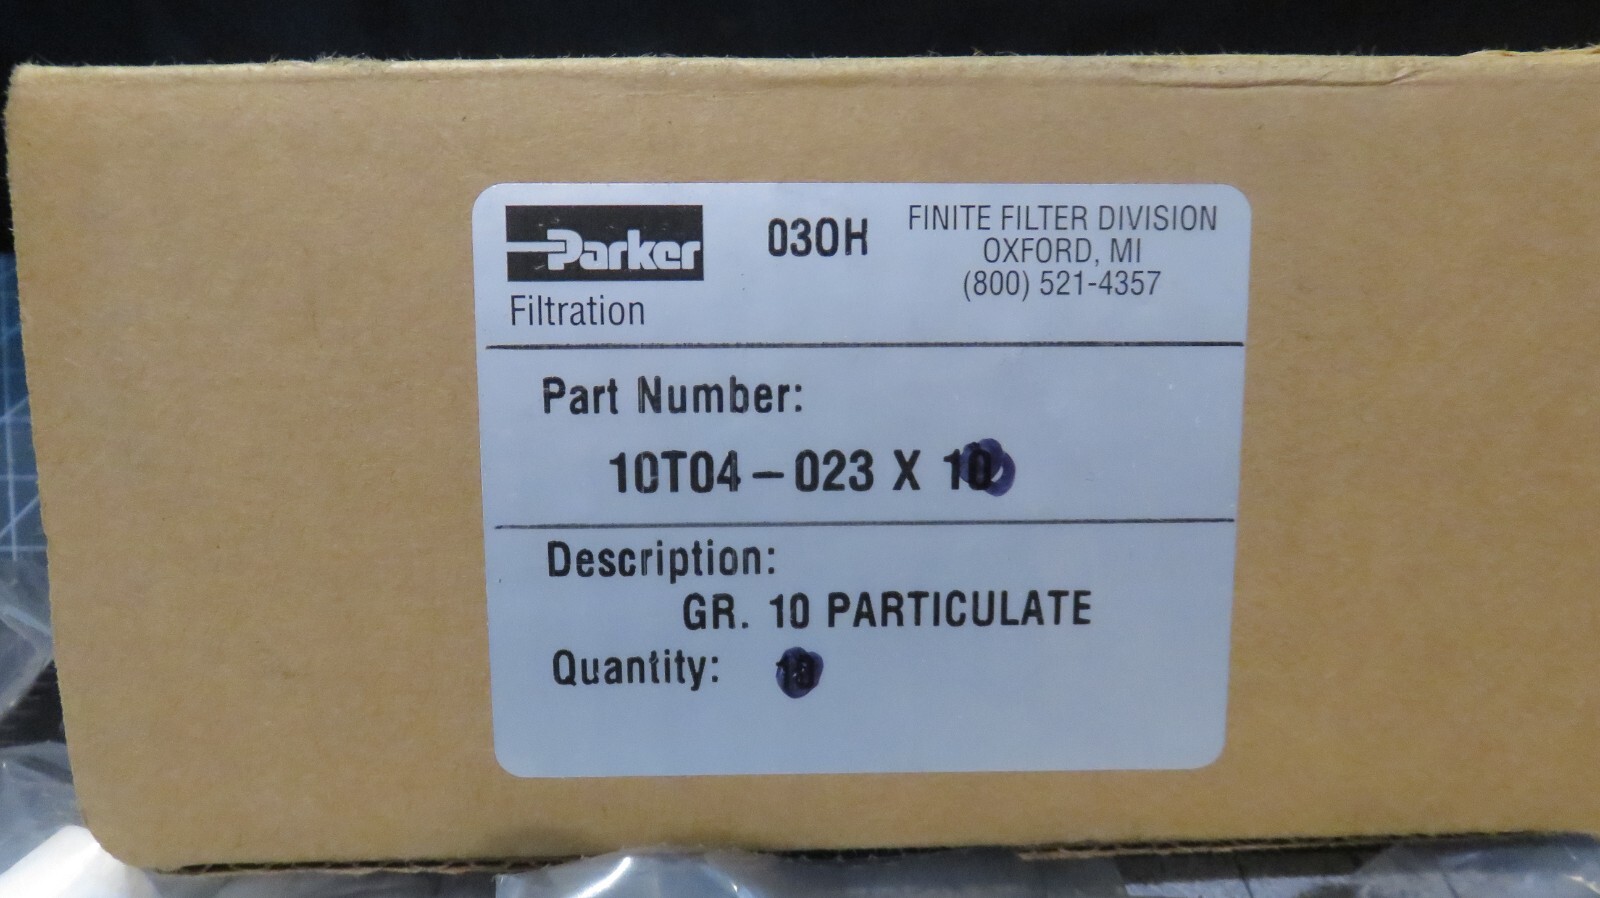 Parker
Filtration
030H
FINITE FILTER DIVISION
OXFORD, MI
(800) 521-4357
Part Number:
10T04-023 X 10
Description:
GR. 10 PARTICULATE
Quantity: